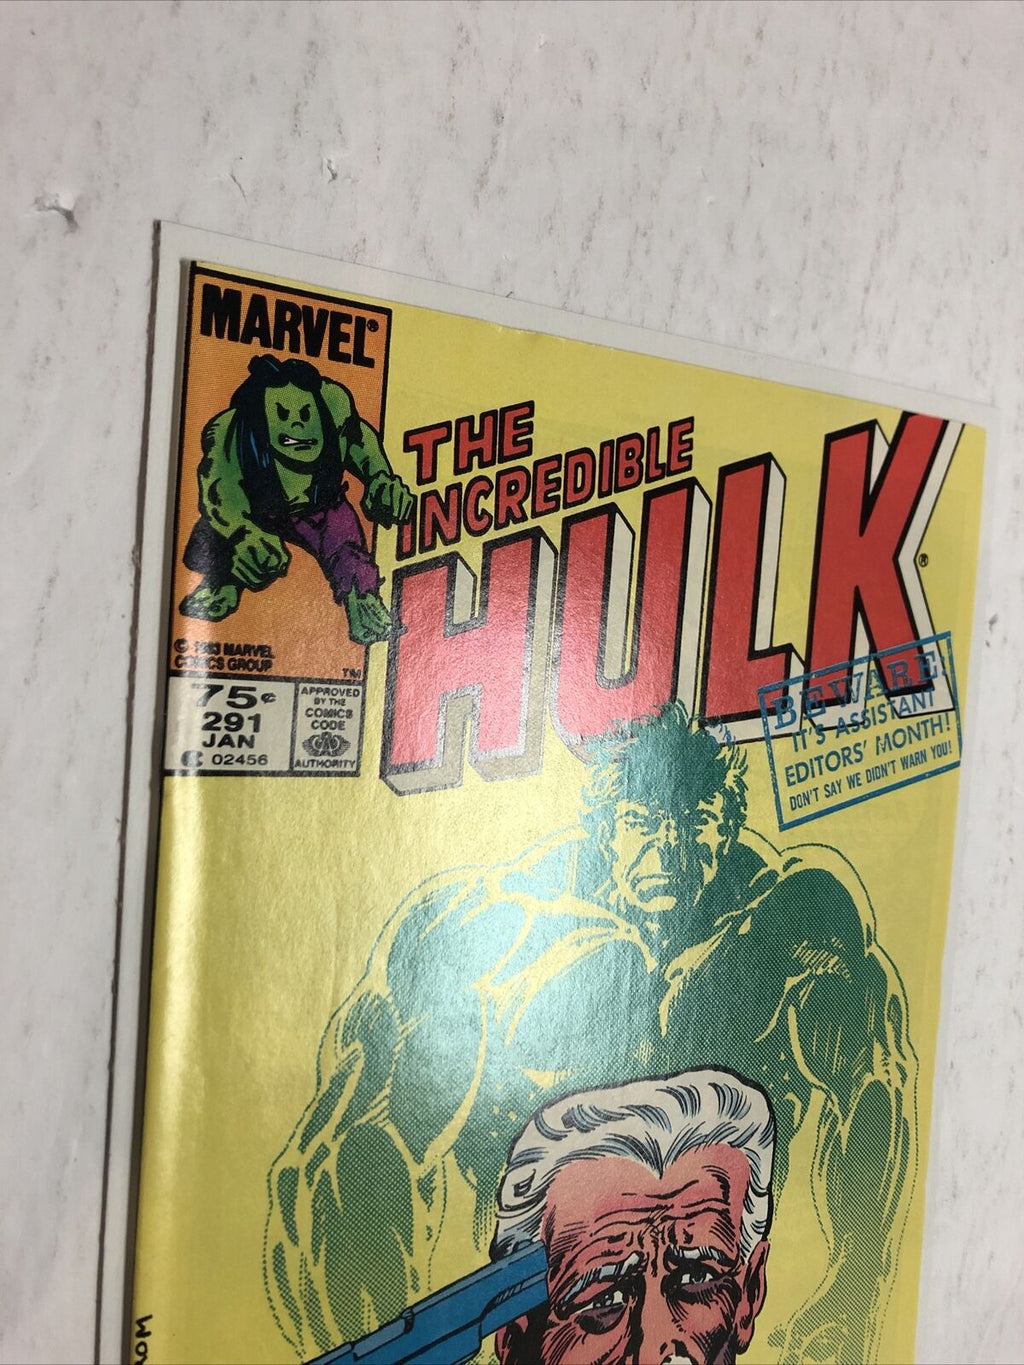 MARVEL®
THE
INCREDIBLE
HULK®
© 1983 MARVEL
COMICS GROUP
TM
75¢
291
JAN
02456
APPROVED
BY THE
COMICS
CODE
AUTHORITY
BEWARE
IT'S ASSISTANT
EDITORS' MONTH!
DON'T SAY WE DIDN'T WARN YOU!